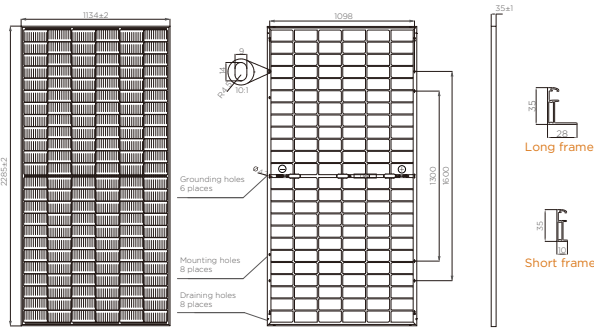 1134±2
2285±2
1098
9
14
R4.5
10:1
Grounding holes
6 places
Mounting holes
8 places
Draining holes
8 places
1300
1600
35±1
35
28
Long frame
35
10
Short frame